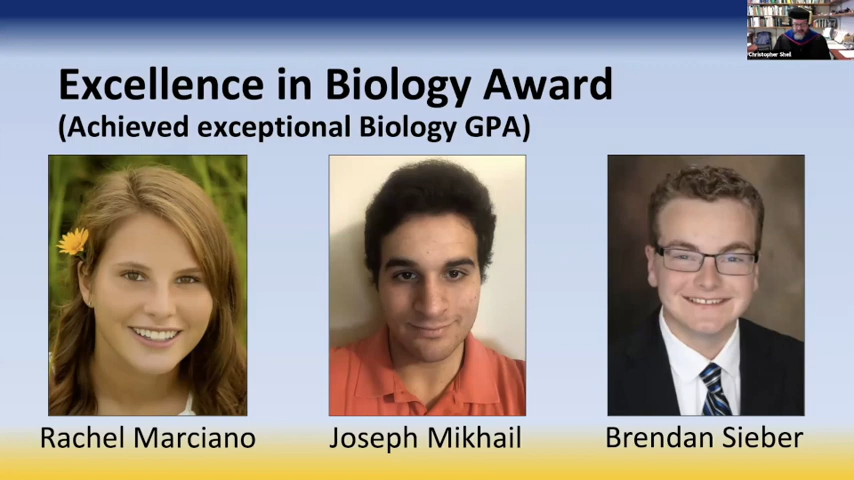 Christopher Sheil
Excellence in Biology Award
(Achieved exceptional Biology GPA)
Rachel Marciano
Joseph Mikhail
Brendan Sieber